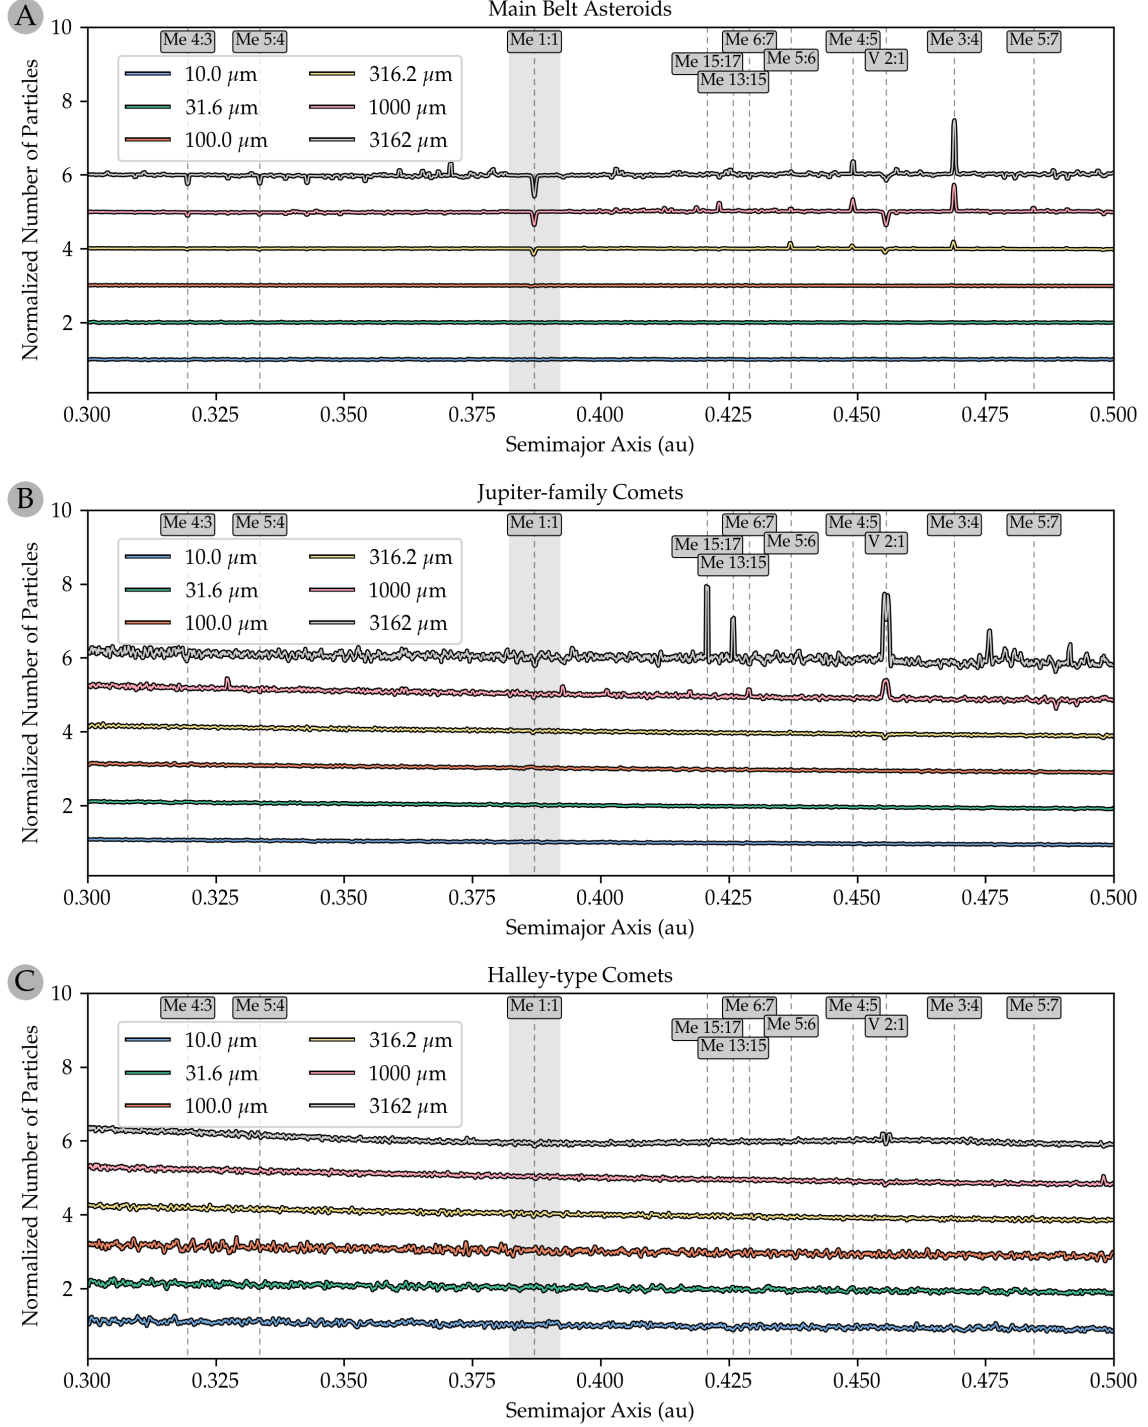 A
Main Belt Asteroids
Normalized Number of Particles
10
8
6
4
2
Me 4:3
Me 5:4
Me 1:1
Me 15:17
Me 13:15
Me 6:7
Me 5:6
Me 4:5
V 2:1
Me 3:4
Me 5:7
10.0 µm
31.6 µm
100.0 µm
316.2 µm
1000 µm
3162 µm
0.300 0.325 0.350 0.375 0.400 0.425 0.450 0.475 0.500
Semimajor Axis (au)
B
Jupiter-family Comets
Normalized Number of Particles
10
8
6
4
2
Me 4:3
Me 5:4
Me 1:1
Me 15:17
Me 13:15
Me 6:7
Me 5:6
Me 4:5
V 2:1
Me 3:4
Me 5:7
10.0 µm
31.6 µm
100.0 µm
316.2 µm
1000 µm
3162 µm
0.300 0.325 0.350 0.375 0.400 0.425 0.450 0.475 0.500
Semimajor Axis (au)
C
Halley-type Comets
Normalized Number of Particles
10
8
6
4
2
Me 4:3
Me 5:4
Me 1:1
Me 15:17
Me 13:15
Me 6:7
Me 5:6
Me 4:5
V 2:1
Me 3:4
Me 5:7
10.0 µm
31.6 µm
100.0 µm
316.2 µm
1000 µm
3162 µm
0.300 0.325 0.350 0.375 0.400 0.425 0.450 0.475 0.500
Semimajor Axis (au)